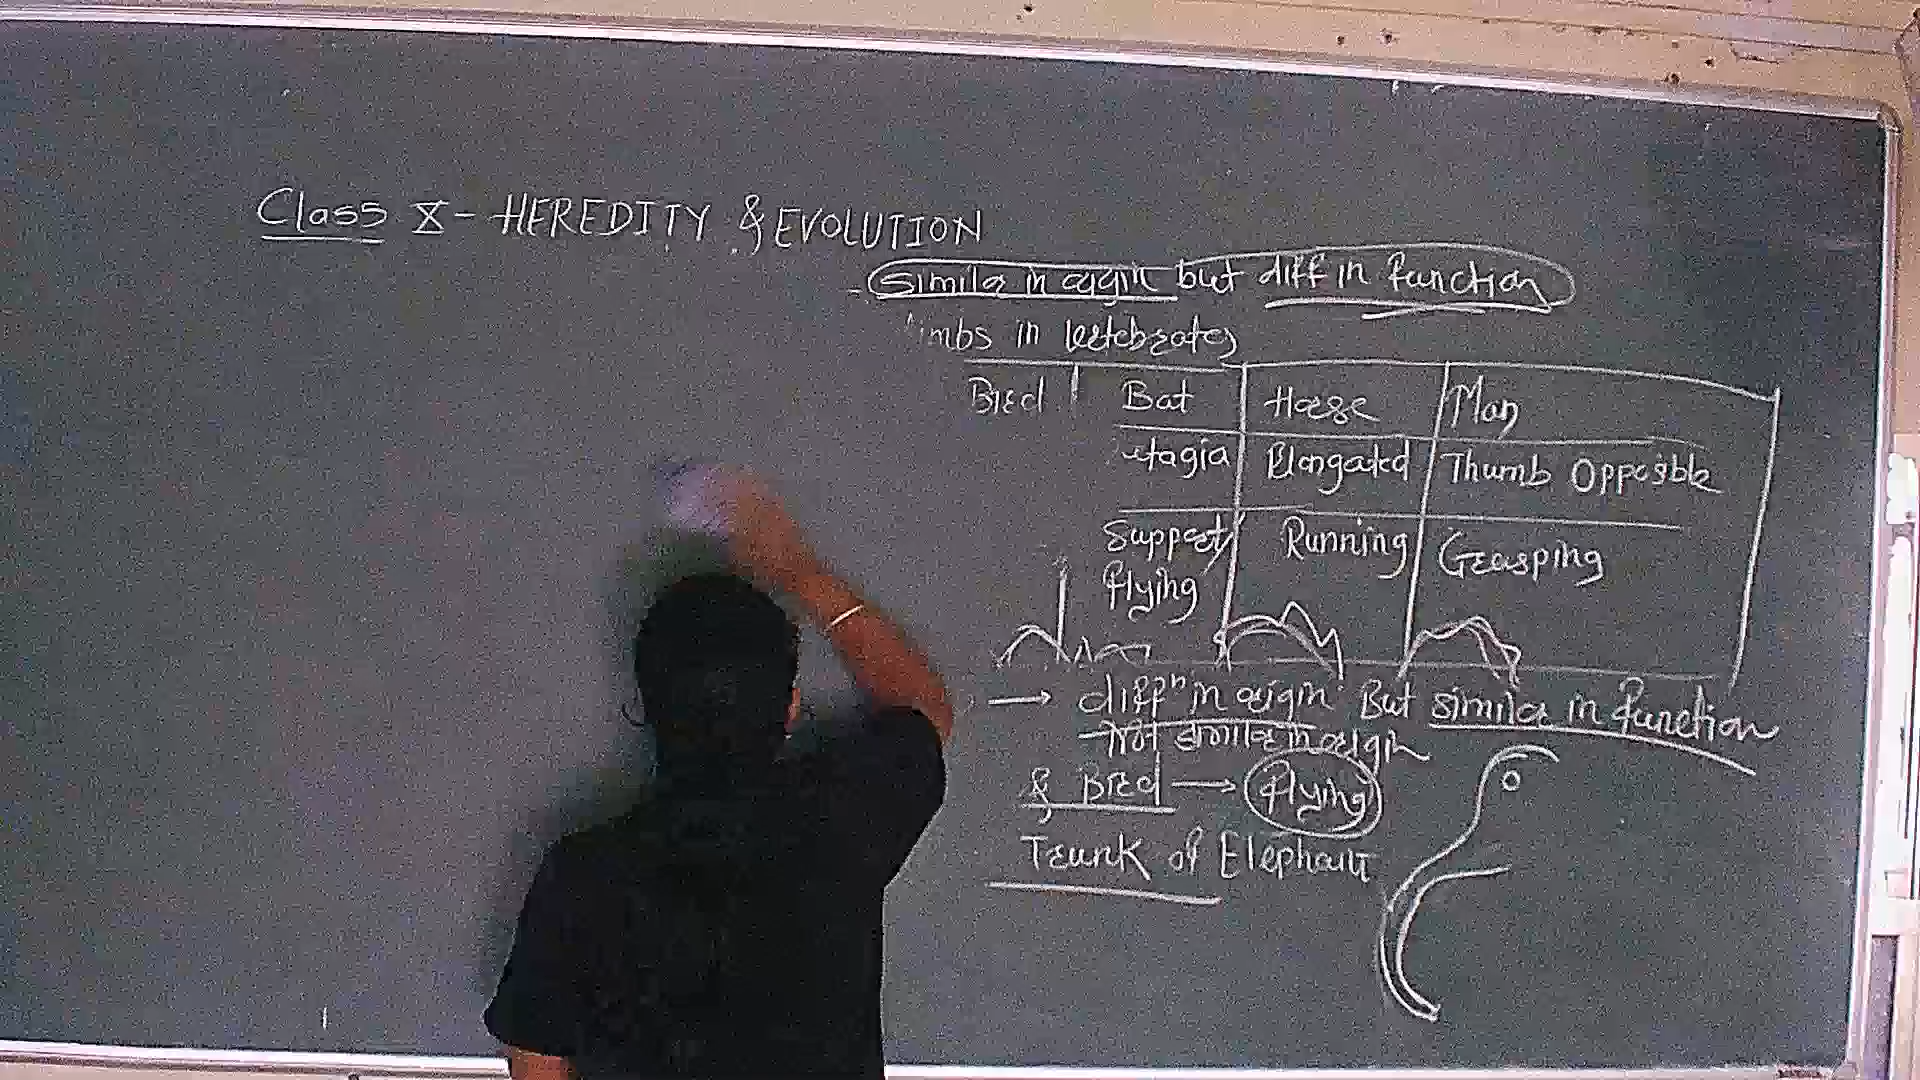 Class X - HEREDITY & EVOLUTION
- Similar in origin but diff in function
imbs in vertebrates
Bird Bat Horse Man
tagia Elongated Thumb Opposible
Support/ Running Grasping
flying
→ diffⁿ in origin. But similar in function
Not similar in origin
& Bird → flying
Trunk of Elephant